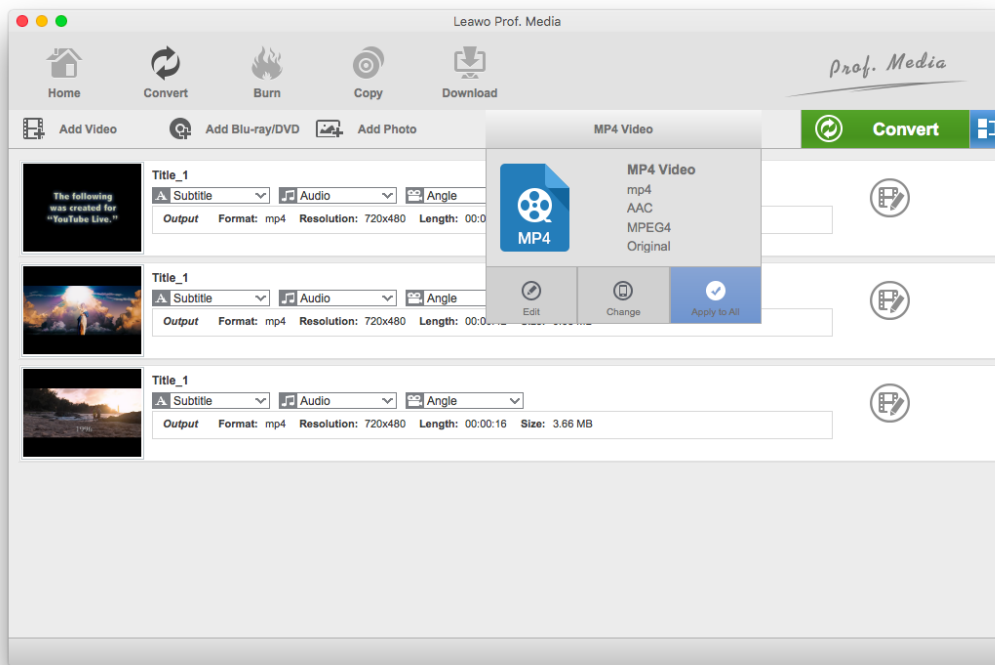 Leawo Prof. Media
Home
Convert
Burn
Copy
Download
Prof. Media
Add Video
Add Blu-ray/DVD
Add Photo
MP4 Video
Convert
The following
was created for
"YouTube Live."
Title_1
Subtitle
Audio
Angle
Output Format: mp4 Resolution: 720x480 Length: 00:0
MP4
MP4 Video
mp4
AAC
MPEG4
Original
Edit
Change
Apply to All
Title_1
Subtitle
Audio
Angle
Output Format: mp4 Resolution: 720x480 Length:
Title_1
Subtitle
Audio
Angle
Output Format: mp4 Resolution: 720x480 Length: 00:00:16 Size: 3.66 MB
1996